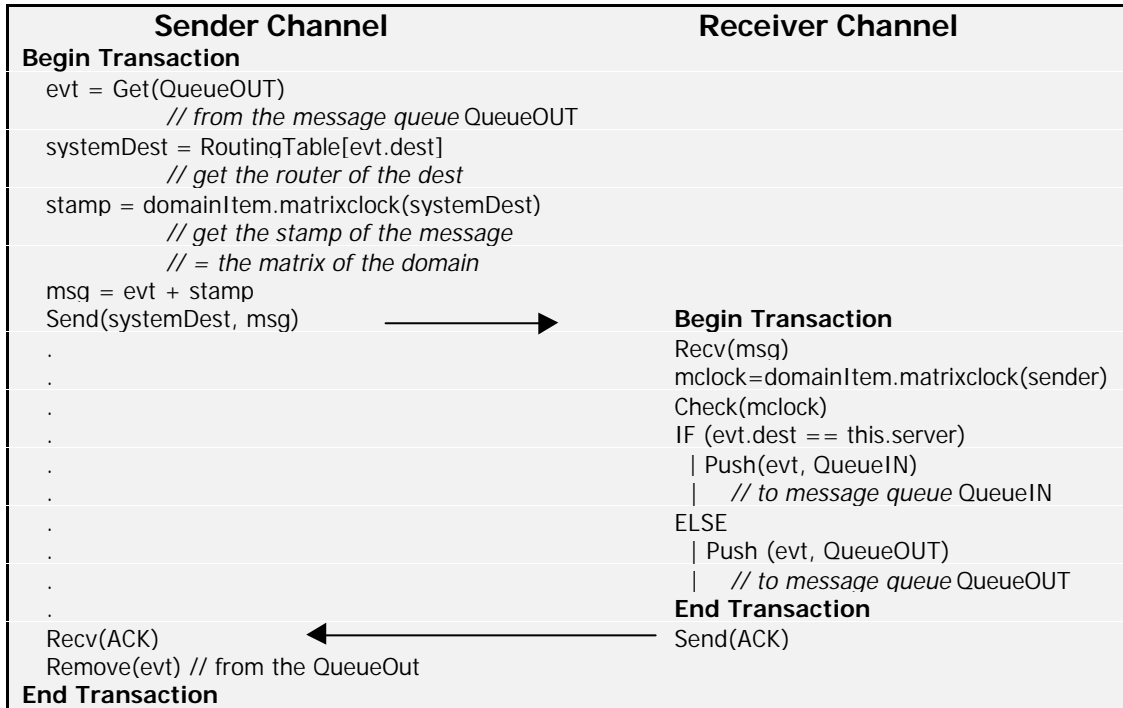 Sender Channel Receiver Channel
Begin Transaction
evt = Get(QueueOUT)
// from the message queue QueueOUT
systemDest = RoutingTable[evt.dest]
// get the router of the dest
stamp = domainItem.matrixclock(systemDest)
// get the stamp of the message
// = the matrix of the domain
msg = evt + stamp
Send(systemDest, msg) Begin Transaction
. Recv(msg)
. mclock=domainItem.matrixclock(sender)
. Check(mclock)
. IF (evt.dest == this.server)
. | Push(evt, QueueIN)
. | // to message queue QueueIN
. ELSE
. | Push (evt, QueueOUT)
. | // to message queue QueueOUT
. End Transaction
Recv(ACK) Send(ACK)
Remove(evt) // from the QueueOut
End Transaction